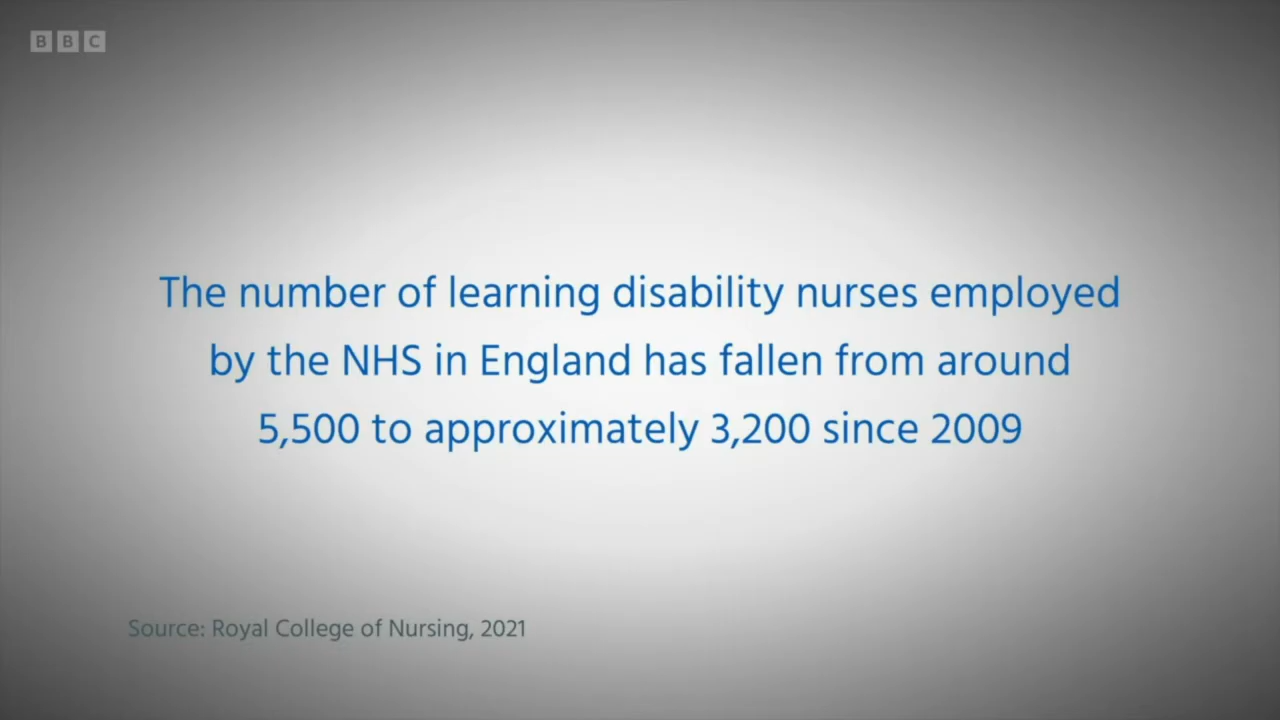 BBC
The number of learning disability nurses employed
by the NHS in England has fallen from around
5,500 to approximately 3,200 since 2009
Source: Royal College of Nursing, 2021